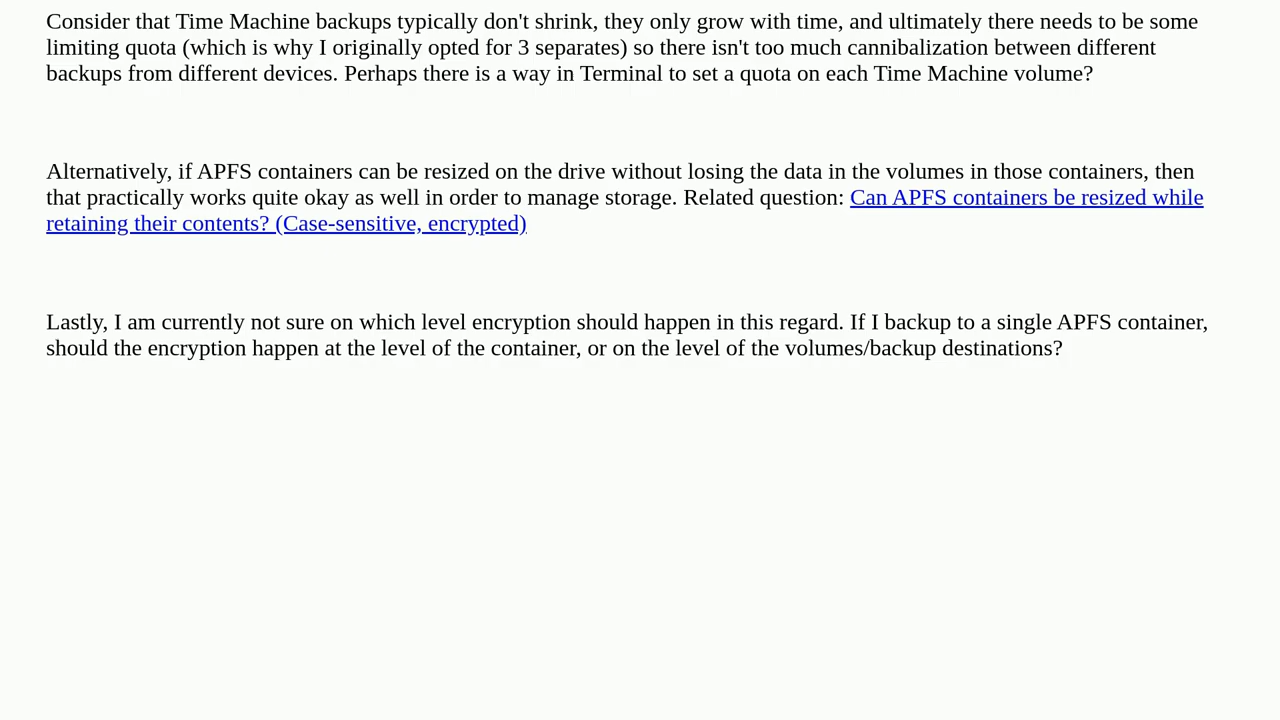 Consider that Time Machine backups typically don't shrink, they only grow with time, and ultimately there needs to be some
limiting quota (which is why I originally opted for 3 separates) so there isn't too much cannibalization between different
backups from different devices. Perhaps there is a way in Terminal to set a quota on each Time Machine volume?
Alternatively, if APFS containers can be resized on the drive without losing the data in the volumes in those containers, then
that practically works quite okay as well in order to manage storage. Related question: Can APFS containers be resized while
retaining their contents? (Case-sensitive, encrypted)
Lastly, I am currently not sure on which level encryption should happen in this regard. If I backup to a single APFS container,
should the encryption happen at the level of the container, or on the level of the volumes/backup destinations?